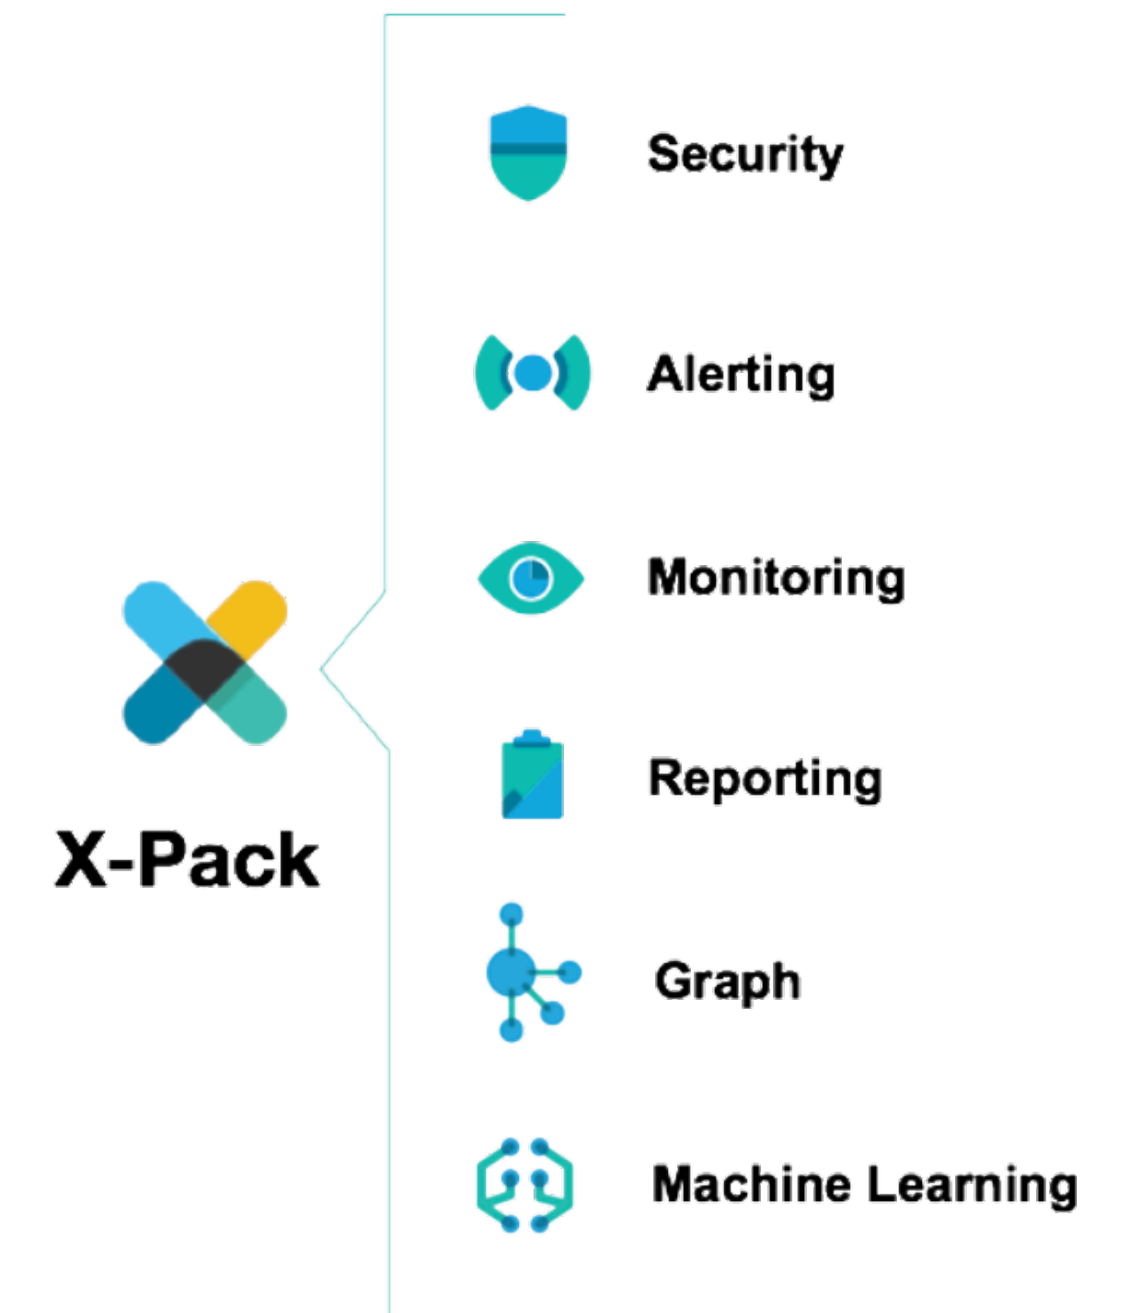 Security
Alerting
Monitoring
Reporting
X-Pack
Graph
Machine Learning